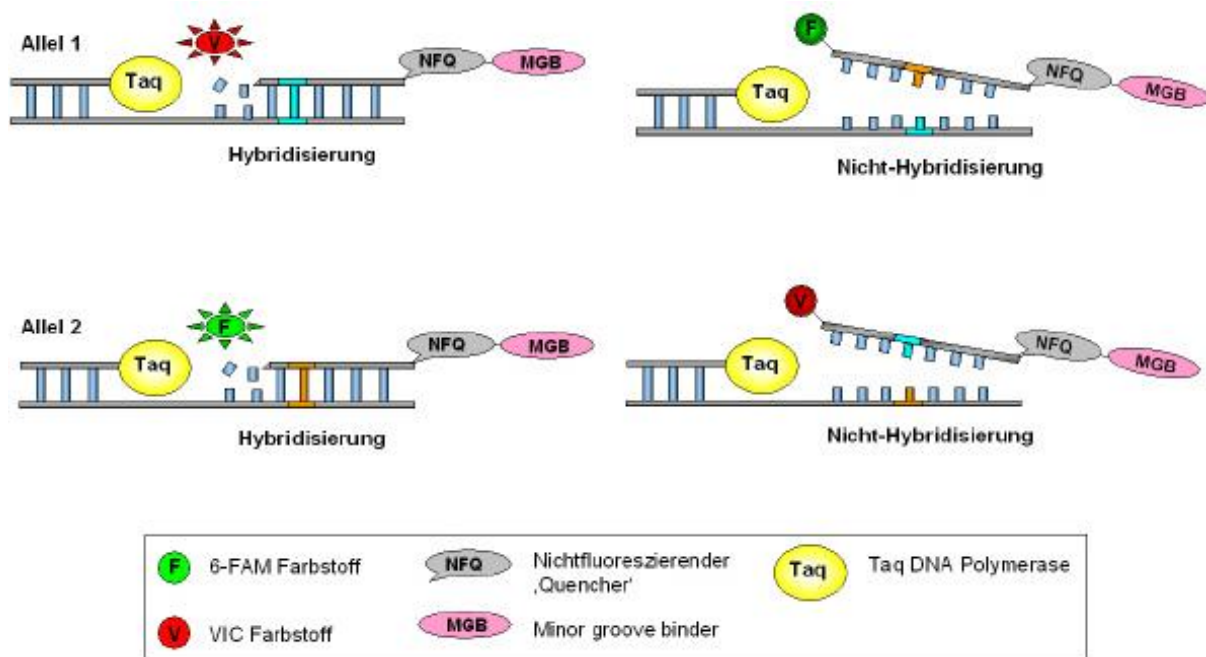 Allel 1
V
Taq
NFQ
MGB
Hybridisierung
F
Taq
NFQ
MGB
Nicht-Hybridisierung
Allel 2
F
Taq
NFQ
MGB
Hybridisierung
V
Taq
NFQ
MGB
Nicht-Hybridisierung
F 6-FAM Farbstoff
V VIC Farbstoff
NFQ Nichtfluoreszierender
‚Quencher‘
MGB Minor groove binder
Taq Taq DNA Polymerase